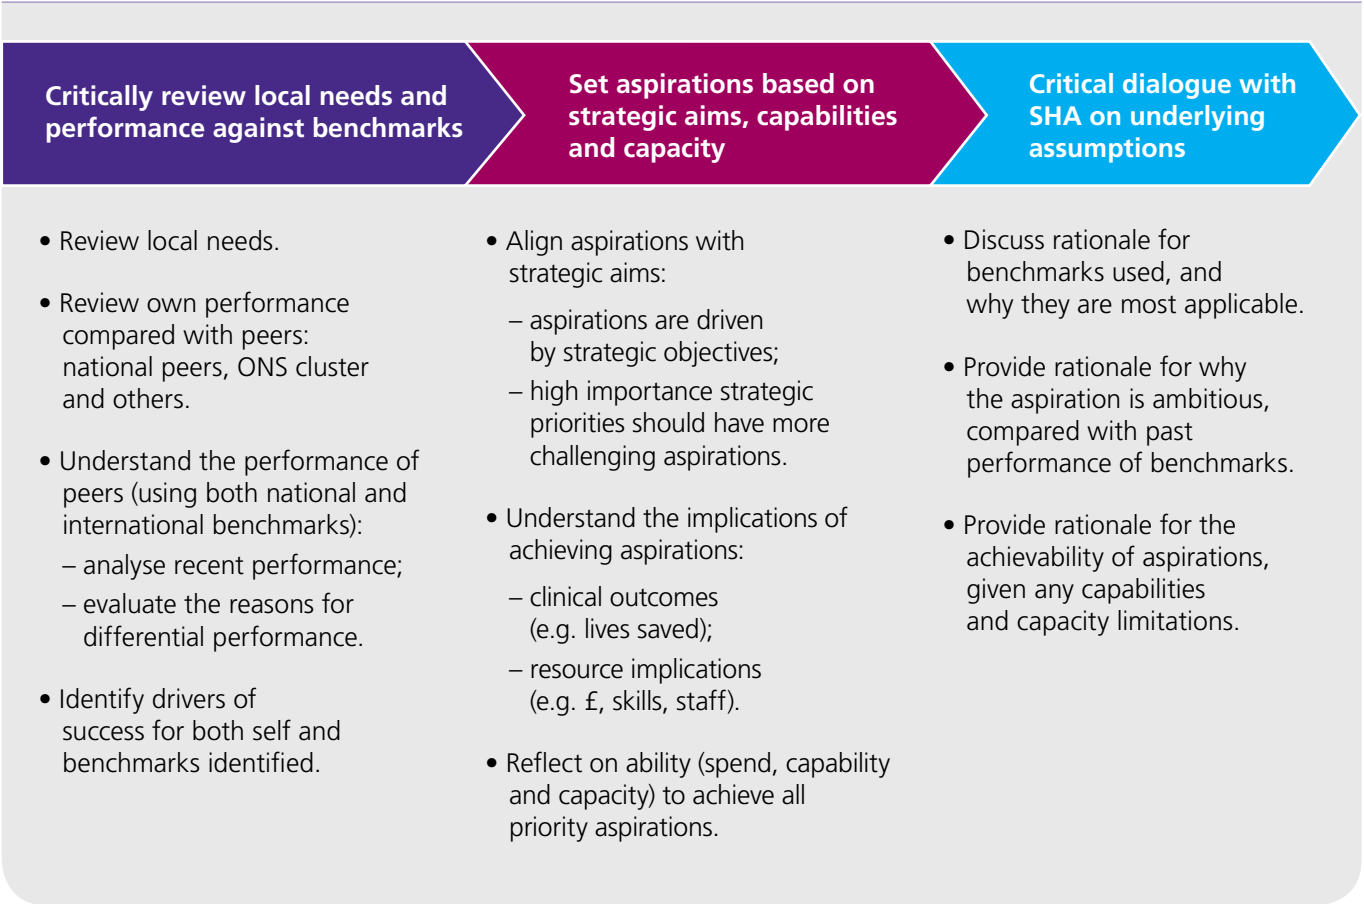 Critically review local needs and
performance against benchmarks
Set aspirations based on
strategic aims, capabilities
and capacity
Critical dialogue with
SHA on underlying
assumptions
• Review local needs.
• Review own performance
compared with peers:
national peers, ONS cluster
and others.
• Understand the performance of
peers (using both national and
international benchmarks):
– analyse recent performance;
– evaluate the reasons for
differential performance.
• Identify drivers of
success for both self and
benchmarks identified.
• Align aspirations with
strategic aims:
– aspirations are driven
by strategic objectives;
– high importance strategic
priorities should have more
challenging aspirations.
• Understand the implications of
achieving aspirations:
– clinical outcomes
(e.g. lives saved);
– resource implications
(e.g. £, skills, staff).
• Reflect on ability (spend, capability
and capacity) to achieve all
priority aspirations.
• Discuss rationale for
benchmarks used, and
why they are most applicable.
• Provide rationale for why
the aspiration is ambitious,
compared with past
performance of benchmarks.
• Provide rationale for the
achievability of aspirations,
given any capabilities
and capacity limitations.